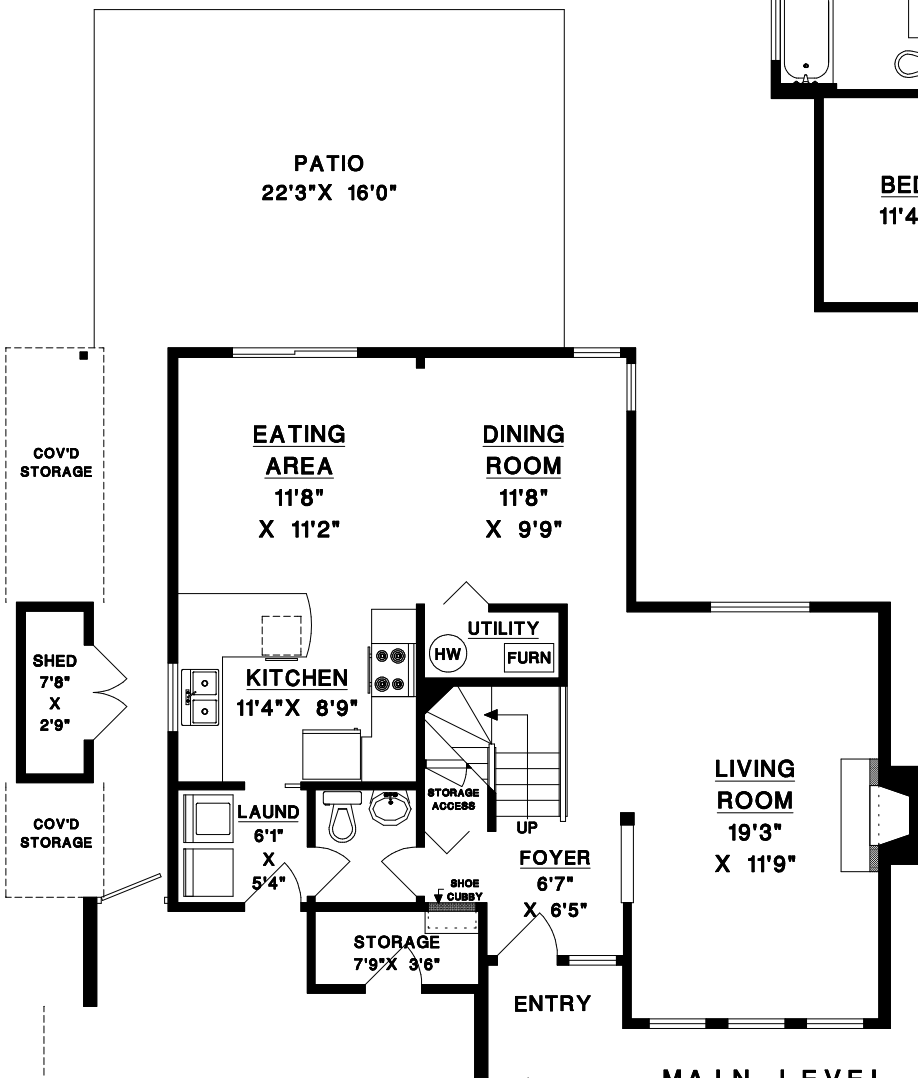 PATIO
22'3"X 16'0"
11'4
COV'D
STORAGE
EATING
AREA
11'8"
X 11'2"
DINING
ROOM
11'8"
X 9'9"
UTILITY
HW
FURN
SHED
7'8"
X
2'9"
KITCHEN
11'4"X 8'9"
STORAGE
ACCESS
UP
LIVING
ROOM
19'3"
X 11'9"
COV'D
STORAGE
LAUND
6'1"
X
5'4"
FOYER
6'7"
X 6'5"
SHOE
CUBBY
STORAGE
7'9"X 3'6"
ENTRY
MAIN LEVEL